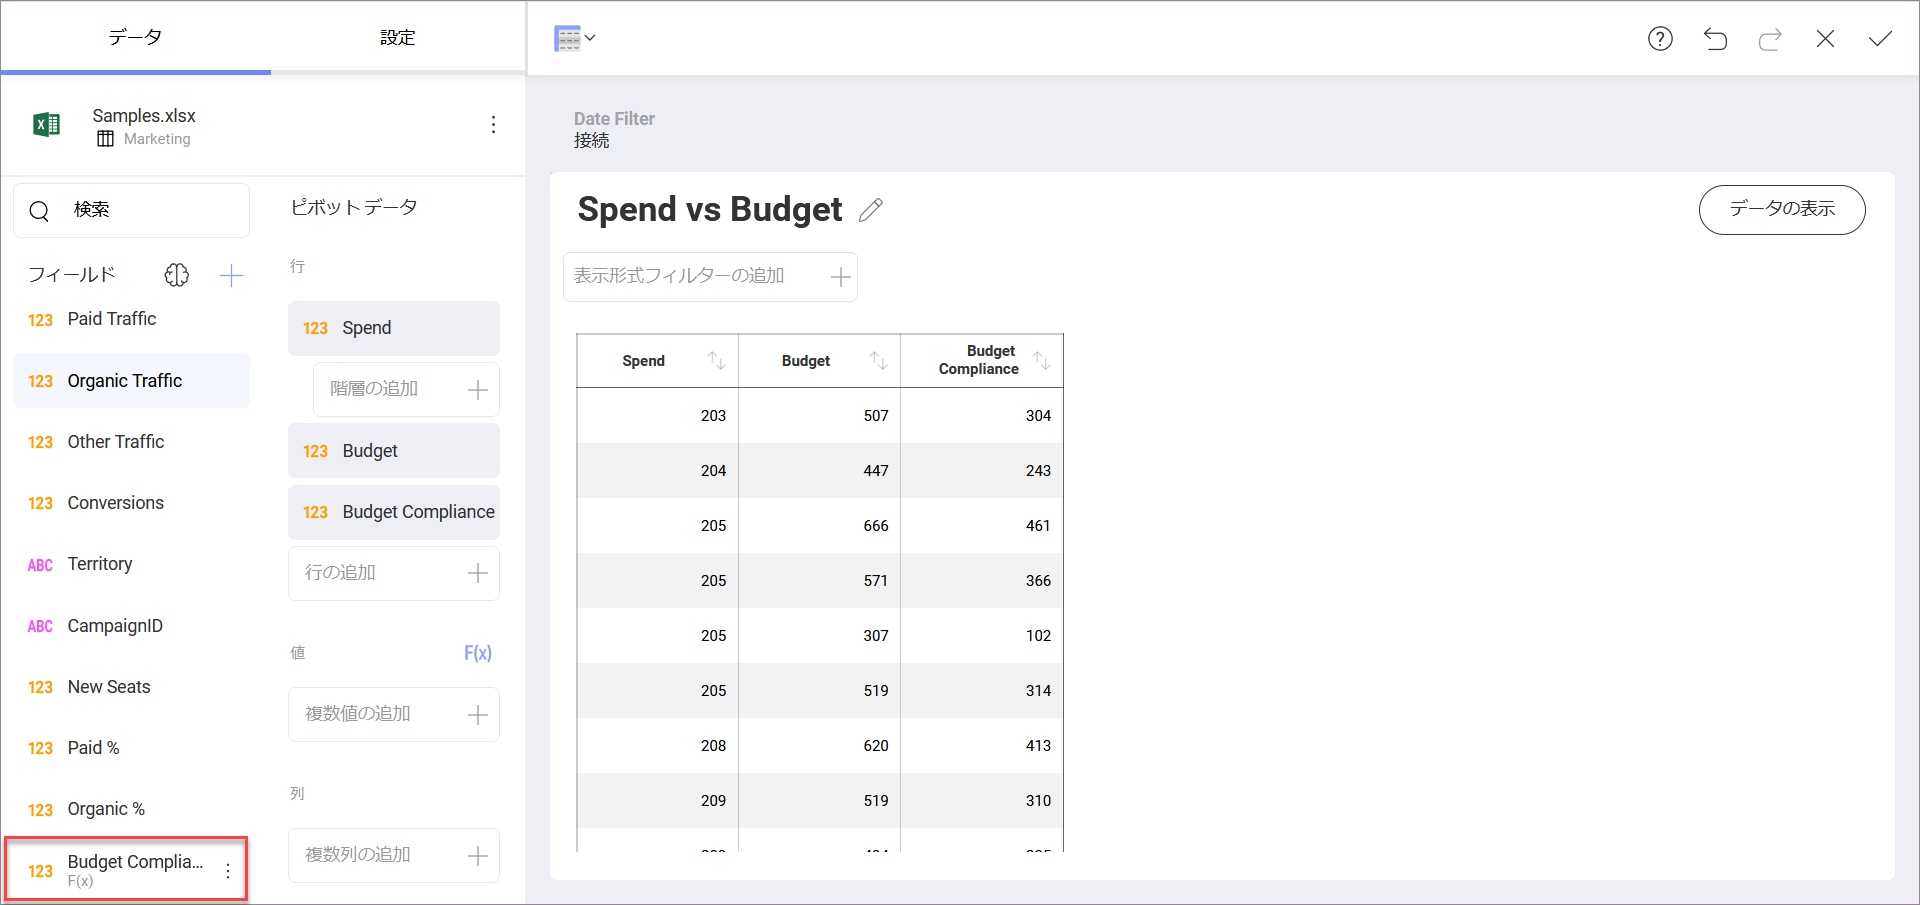 データ
設定
Samples.xlsx
Marketing
検索
フィールド
123 Paid Traffic
123 Organic Traffic
123 Other Traffic
123 Conversions
ABC Territory
ABC CampaignID
123 New Seats
123 Paid %
123 Organic %
123 Budget Complia...
F(x)
ピボット データ
行
123 Spend
階層の追加
123 Budget
123 Budget Compliance
行の追加
値 F(x)
複数値の追加
列
複数列の追加
Date Filter
接続
Spend vs Budget
データの表示
表示形式フィルターの追加
Spend Budget Budget Compliance
203 507 304
204 447 243
205 666 461
205 571 366
205 307 102
205 519 314
208 620 413
209 519 310